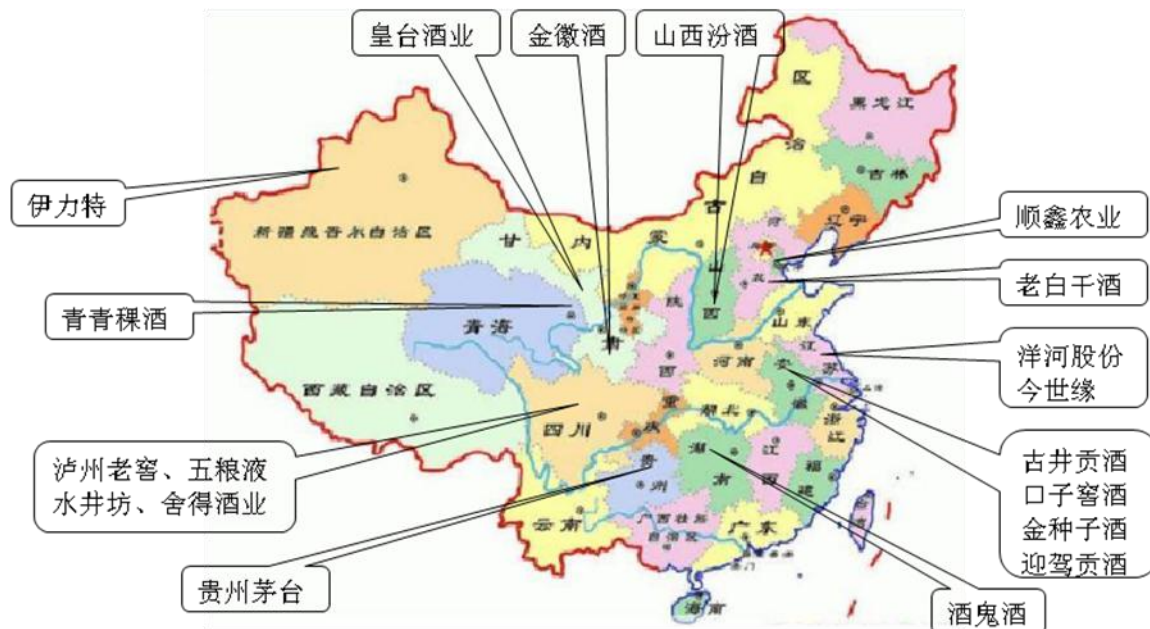 皇台酒业
金徽酒
山西汾酒
伊力特
顺鑫农业
老白干酒
青青稞酒
洋河股份
今世缘
泸州老窖、五粮液
水井坊、舍得酒业
古井贡酒
口子窖酒
金种子酒
迎驾贡酒
贵州茅台
酒鬼酒
黑龙江
吉林
辽宁
内蒙古自治区
新疆维吾尔自治区
甘肃
青海
西藏自治区
陕西
山西
河北
山东
河南
江苏
安徽
四川
重庆
湖北
浙江
贵州
湖南
江西
福建
云南
广西壮族
自治区
广东
台湾
海南